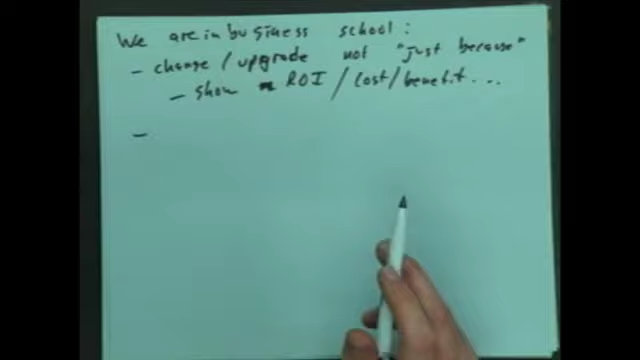 We are in business school :
- change / upgrade not "just because"
- show ROI / cost/benefit...
-